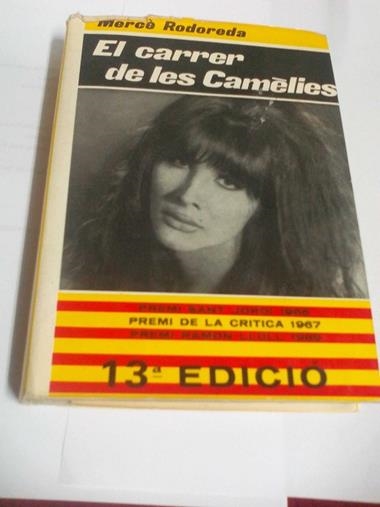 Mercè Rodoreda
El carrer
de les Camèlies
PREMI SANT JORDI 1966
PREMI DE LA CRITICA 1967
PREMI RAMON LLULL 1969
13ª EDICIÓ